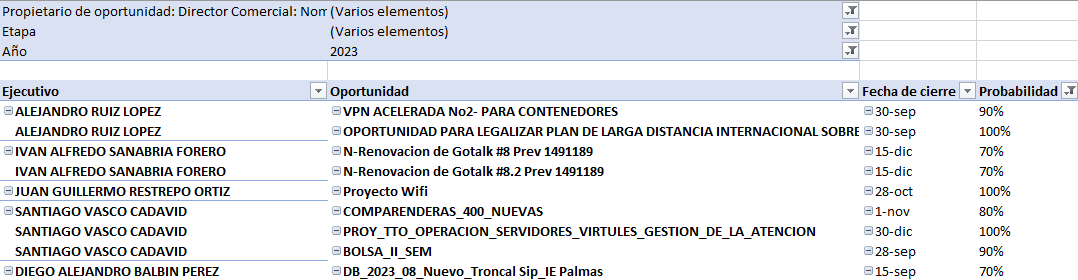 Propietario de oportunidad: Director Comercial: Nom (Varios elementos)
Etapa (Varios elementos)
Año 2023
Ejecutivo Oportunidad Fecha de cierre Probabilidad
ALEJANDRO RUIZ LOPEZ VPN ACELERADA No2- PARA CONTENEDORES 30-sep 90%
ALEJANDRO RUIZ LOPEZ OPORTUNIDAD PARA LEGALIZAR PLAN DE LARGA DISTANCIA INTERNACIONAL SOBRE 30-sep 100%
IVAN ALFREDO SANABRIA FORERO N-Renovacion de Gotalk #8 Prev 1491189 15-dic 70%
IVAN ALFREDO SANABRIA FORERO N-Renovacion de Gotalk #8.2 Prev 1491189 15-dic 70%
JUAN GUILLERMO RESTREPO ORTIZ Proyecto Wifi 28-oct 100%
SANTIAGO VASCO CADAVID COMPARENDERAS_400_NUEVAS 1-nov 80%
SANTIAGO VASCO CADAVID PROY_TTO_OPERACION_SERVIDORES_VIRTULES_GESTION_DE_LA_ATENCION 30-dic 100%
SANTIAGO VASCO CADAVID BOLSA_II_SEM 28-sep 90%
DIEGO ALEJANDRO BALBIN PEREZ DB_2023_08_Nuevo_Troncal Sip_IE Palmas 15-sep 70%